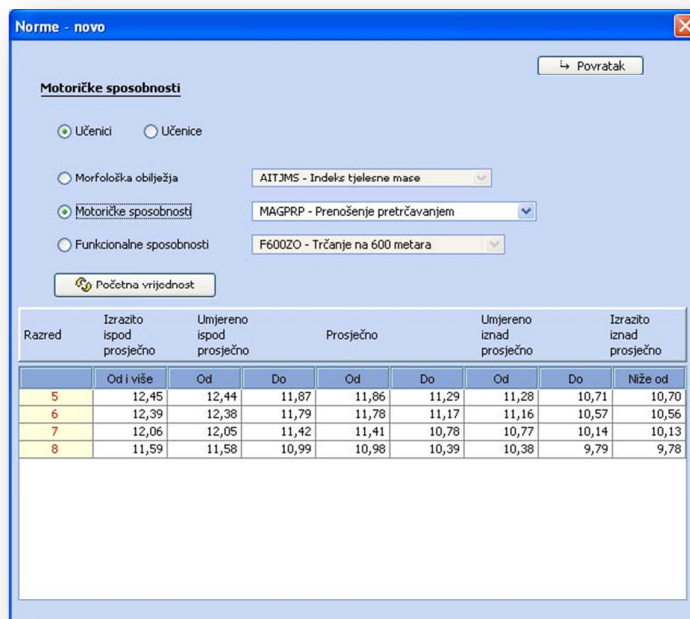 Norme - novo
Povratak
Motoričke sposobnosti
Učenici Učenice
Morfološka obilježja AITJMS - Indeks tjelesne mase
Motoričke sposobnosti MAGPRP - Prenošenje pretrčavanjem
Funkcionalne sposobnosti F600ZO - Trčanje na 600 metara
Početna vrijednost
Razred Izrazito ispod prosječno Umjereno ispod prosječno Prosječno Umjereno iznad prosječno Izrazito iznad prosječno
Od i više Od Do Od Do Od Do Niže od
5 12,45 12,44 11,87 11,86 11,29 11,28 10,71 10,70
6 12,39 12,38 11,79 11,78 11,17 11,16 10,57 10,56
7 12,06 12,05 11,42 11,41 10,78 10,77 10,14 10,13
8 11,59 11,58 10,99 10,98 10,39 10,38 9,79 9,78